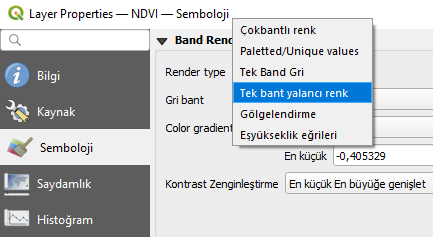 Layer Properties — NDVI — Semboloji
Bilgi
Kaynak
Semboloji
Saydamlık
Histoğram
Band Ren
Render type
Çokbantlı renk
Paletted/Unique values
Tek Band Gri
Tek bant yalancı renk
Gölgelendirme
Eşyükseklik eğrileri
Gri bant
Color gradient
En küçük -0,405329
Kontrast Zenginleştirme En küçük En büyüğe genişlet